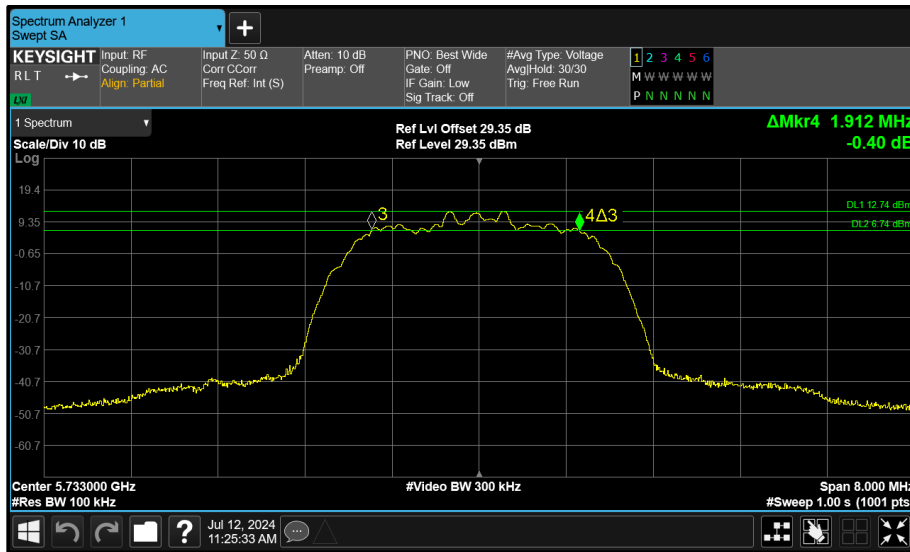 Spectrum Analyzer 1
Swept SA
+
KEYSIGHT
R L T
LXI
Input: RF
Coupling: AC
Align: Partial
Input Z: 50 Ω
Corr CCorr
Freq Ref: Int (S)
Atten: 10 dB
Preamp: Off
PNO: Best Wide
Gate: Off
IF Gain: Low
Sig Track: Off
#Avg Type: Voltage
Avg|Hold: 30/30
Trig: Free Run
1 2 3 4 5 6
M W W W W W
P N N N N N
1 Spectrum
Scale/Div 10 dB
Log
Ref Lvl Offset 29.35 dB
Ref Level 29.35 dBm
ΔMkr4 1.912 MHz
-0.40 dB
19.4
9.35
-0.65
-10.7
-20.7
-30.7
-40.7
-50.7
-60.7
3
4Δ3
DL1 12.74 dBm
DL2 6.74 dBm
Center 5.733000 GHz
#Res BW 100 kHz
#Video BW 300 kHz
Span 8.000 MHz
#Sweep 1.00 s (1001 pts
?
Jul 12, 2024
11:25:33 AM